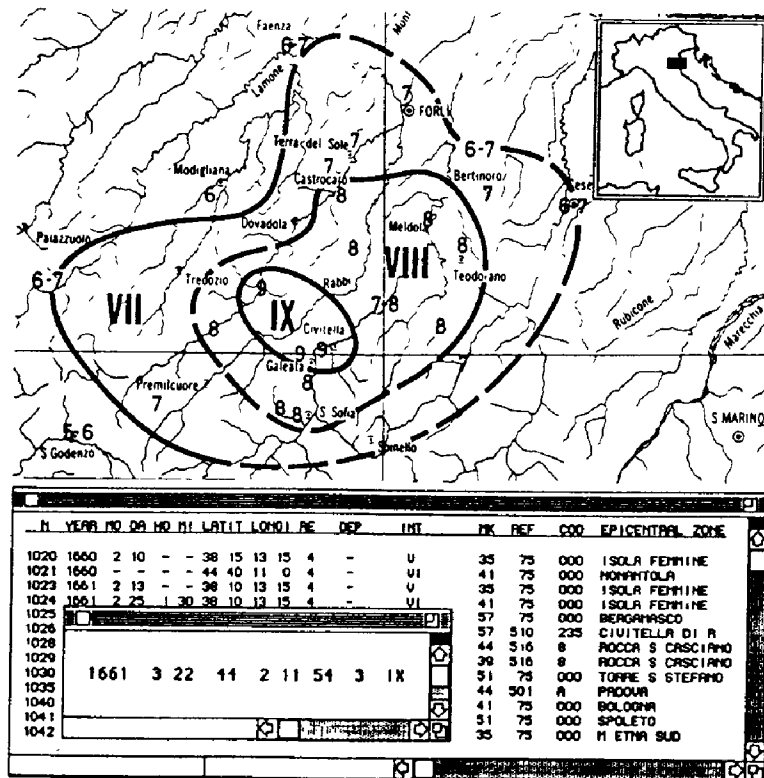 Faenza
6-7
Lamone
7
FORLI
Terra del Sole
7
7
Castrocaro
6-7
Bertinoro
7
Modigliana
6
8
Dovadola
8
Meldola
8
8
Teodorano
VIII
Palazzuolo
6-7
VII
Tredozio
9
Rabbi
IX
7-8
8
Civitella
8
9
9
Galeata
8
Rubicone
Marecchia
Premilcuore
7
8 8
S Sofia
S. MARINO
5-6
S Godenzo
Spinello
N YEAR MO DA HO MI LATIT LONGI RE DEP INT MK REF COD EPICENTRAL ZONE
1020 1660 2 10 - - 38 15 13 15 4 - V 35 75 000 ISOLA FEMMINE
1021 1660 - - - - 44 40 11 0 4 - VI 41 75 000 NONANTOLA
1023 1661 2 13 - - 38 10 13 15 4 - V 35 75 000 ISOLA FEMMINE
1024 1661 2 25 1 30 38 10 13 15 4 - VI 41 75 000 ISOLA FEMMINE
1025 57 75 000 BERGAMASCO
1026 57 510 235 CIVITELLA DI R
1028 44 516 B ROCCA S CASCIANO
1029 39 516 B ROCCA S CASCIANO
1030 51 75 000 TORRE S STEFANO
1035 44 501 A PADOVA
1040 41 75 000 BOLOGNA
1041 51 75 000 SPOLETO
1042 35 75 000 M ETNA SUD
1661 3 22 44 2 11 54 3 IX